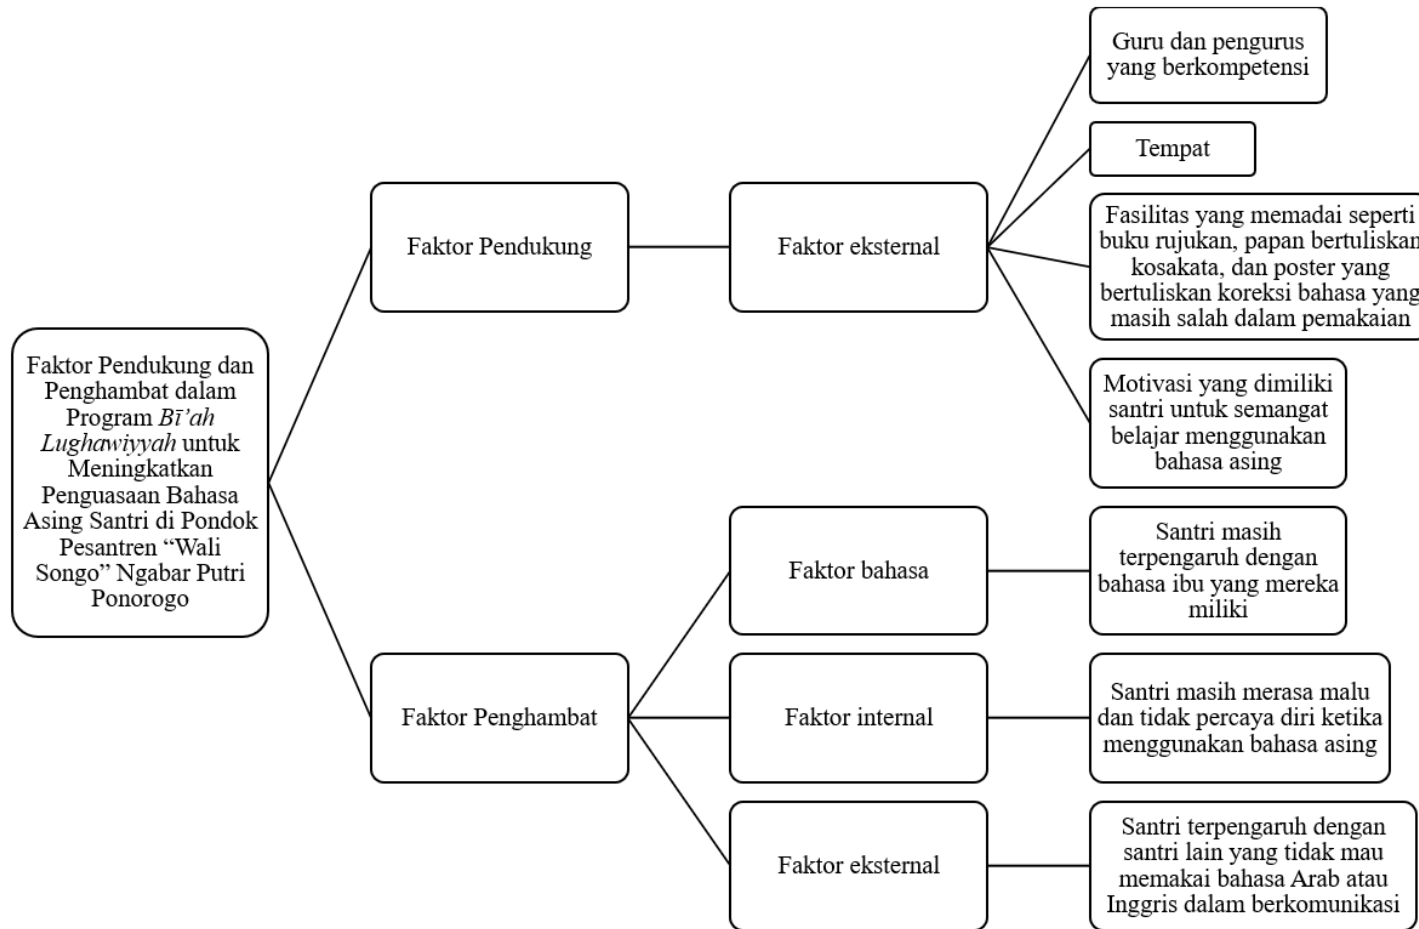 Faktor Pendukung dan
Penghambat dalam
Program Bī’ah
Lughawiyyah untuk
Meningkatkan
Penguasaan Bahasa
Asing Santri di Pondok
Pesantren “Wali
Songo” Ngabar Putri
Ponorogo
Faktor Pendukung
Faktor eksternal
Guru dan pengurus
yang berkompetensi
Tempat
Fasilitas yang memadai seperti
buku rujukan, papan bertuliskan
kosakata, dan poster yang
bertuliskan koreksi bahasa yang
masih salah dalam pemakaian
Motivasi yang dimiliki
santri untuk semangat
belajar menggunakan
bahasa asing
Faktor Penghambat
Faktor bahasa
Santri masih
terpengaruh dengan
bahasa ibu yang mereka
miliki
Faktor internal
Santri masih merasa malu
dan tidak percaya diri ketika
menggunakan bahasa asing
Faktor eksternal
Santri terpengaruh dengan
santri lain yang tidak mau
memakai bahasa Arab atau
Inggris dalam berkomunikasi